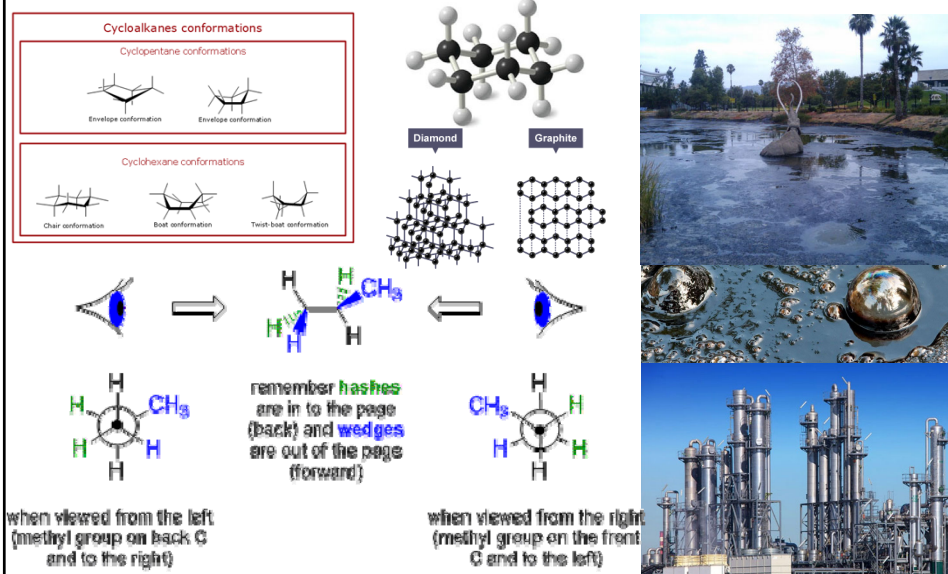 Cycloalkanes conformations
Cyclopentane conformations
Envelope conformation
Envelope conformation
Cyclohexane conformations
Chair conformation
Boat conformation
Twist-boat conformation
Diamond
Graphite
H
H
CH3
H
H
H
H
H
CH3
H
H
H
remember hashes
are in to the page
(back) and wedges
are out of the page
(forward)
H
CH3
H
H
H
H
when viewed from the left
(methyl group on back C
and to the right)
when viewed from the right
(methyl group on the front
C and to the left)